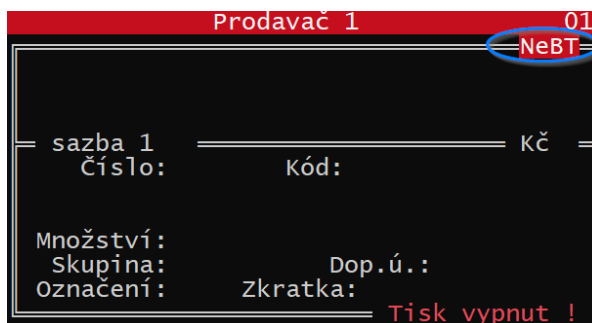 Prodavač 1 01
NeBT
sazba 1 Kč
Číslo: Kód:
Množství:
Skupina: Dop.ú.:
Označení: Zkratka:
Tisk vypnut !